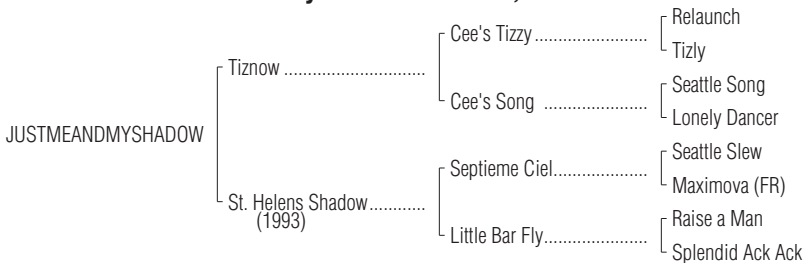 Relaunch
Cee's Tizzy
Tizly
Tiznow
Seattle Song
Cee's Song
Lonely Dancer
JUSTMEANDMYSHADOW
Seattle Slew
Septieme Ciel
Maximova (FR)
St. Helens Shadow
(1993)
Raise a Man
Little Bar Fly
Splendid Ack Ack